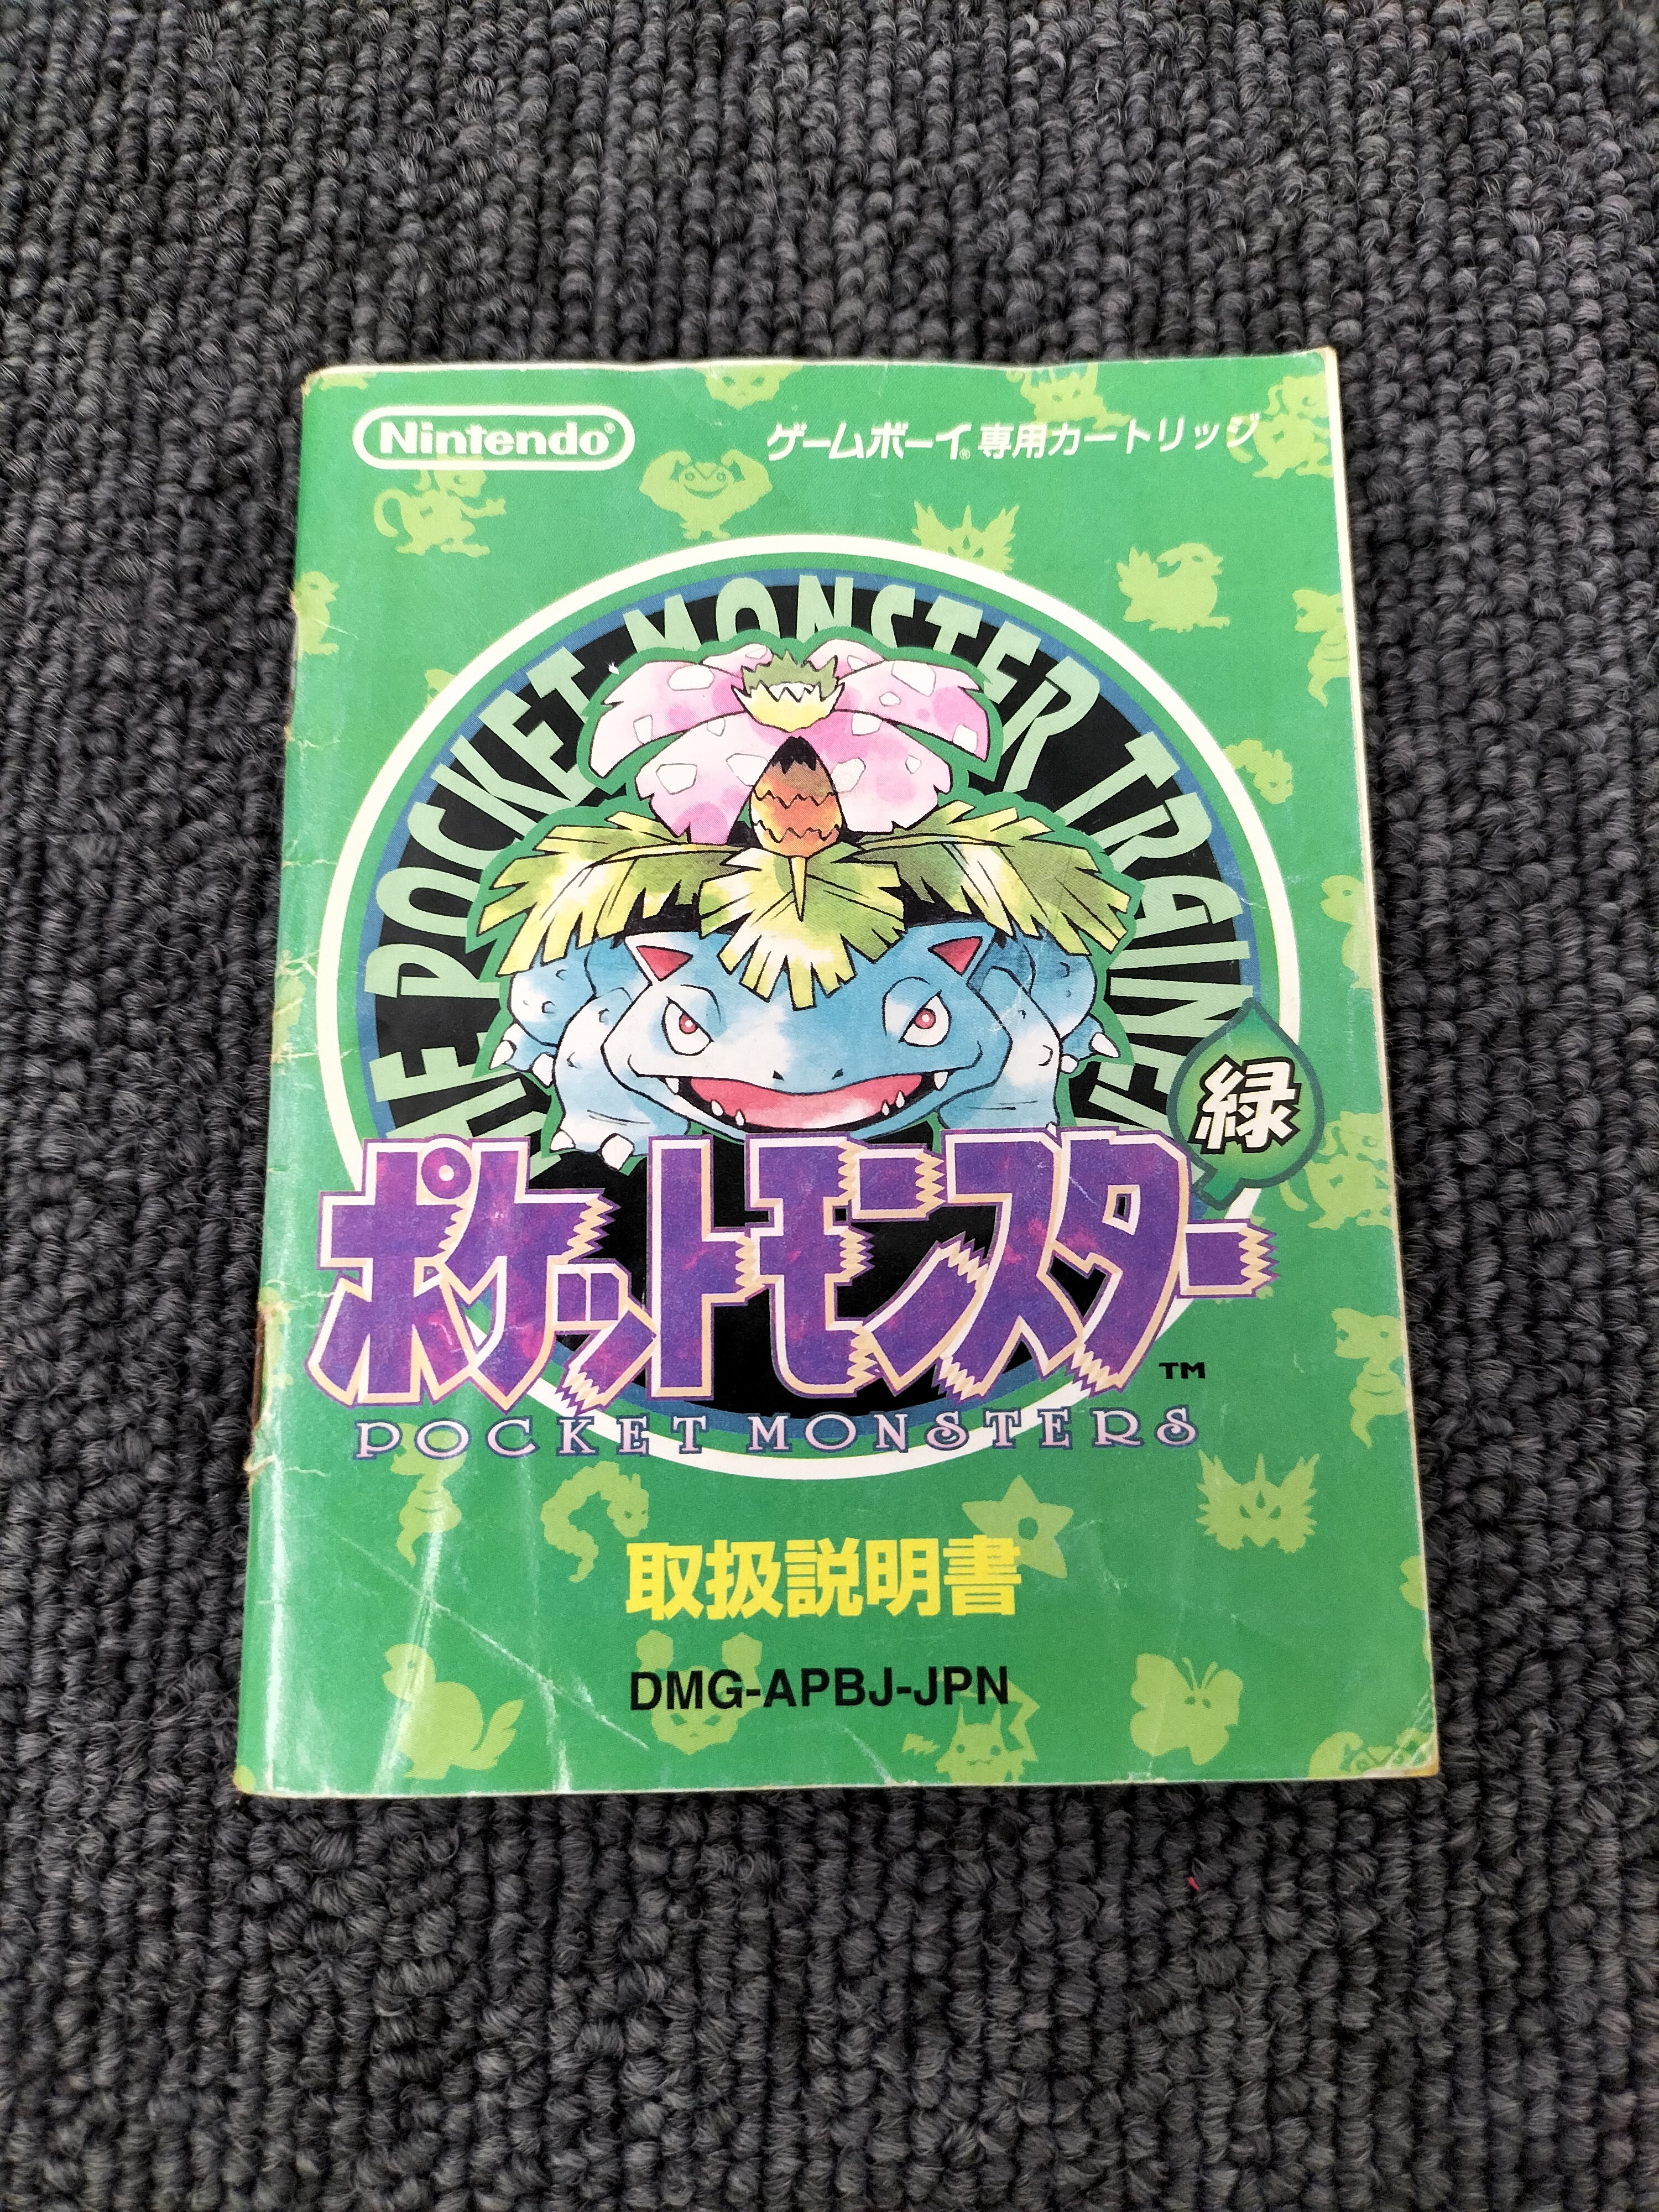 Nintendo®
ゲームボーイ®専用カートリッジ
THE POCKET MONSTER TRAINER
緑
ポケットモンスター
TM
POCKET MONSTERS
取扱説明書
DMG-APBJ-JPN